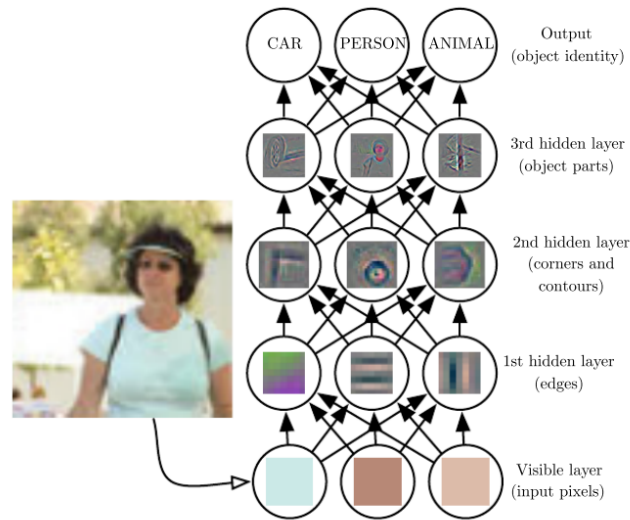 CAR
PERSON
ANIMAL
Output
(object identity)
3rd hidden layer
(object parts)
2nd hidden layer
(corners and
contours)
1st hidden layer
(edges)
Visible layer
(input pixels)